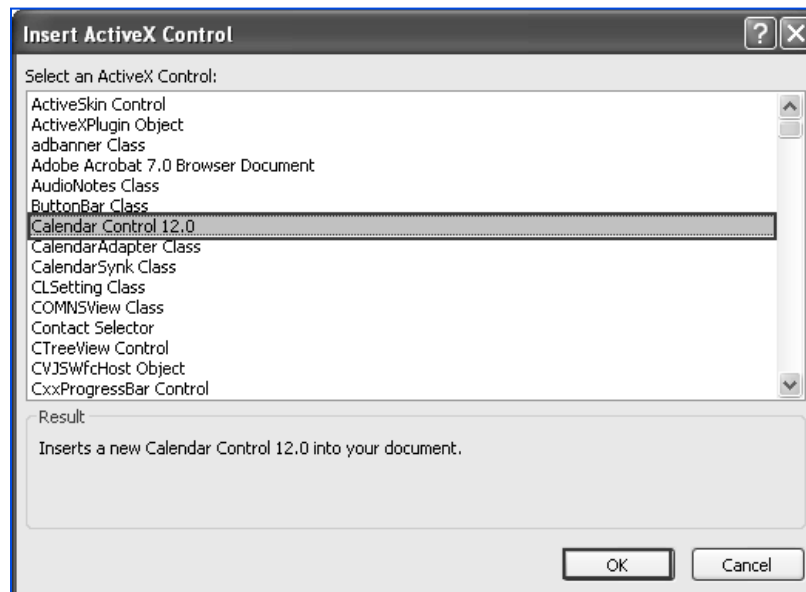 Insert ActiveX Control
Select an ActiveX Control:
ActiveSkin Control
ActiveXPlugin Object
adbanner Class
Adobe Acrobat 7.0 Browser Document
AudioNotes Class
ButtonBar Class
Calendar Control 12.0
CalendarAdapter Class
CalendarSynk Class
CLSetting Class
COMNSView Class
Contact Selector
CTreeView Control
CVJSWfcHost Object
CxxProgressBar Control
Result
Inserts a new Calendar Control 12.0 into your document.
OK Cancel